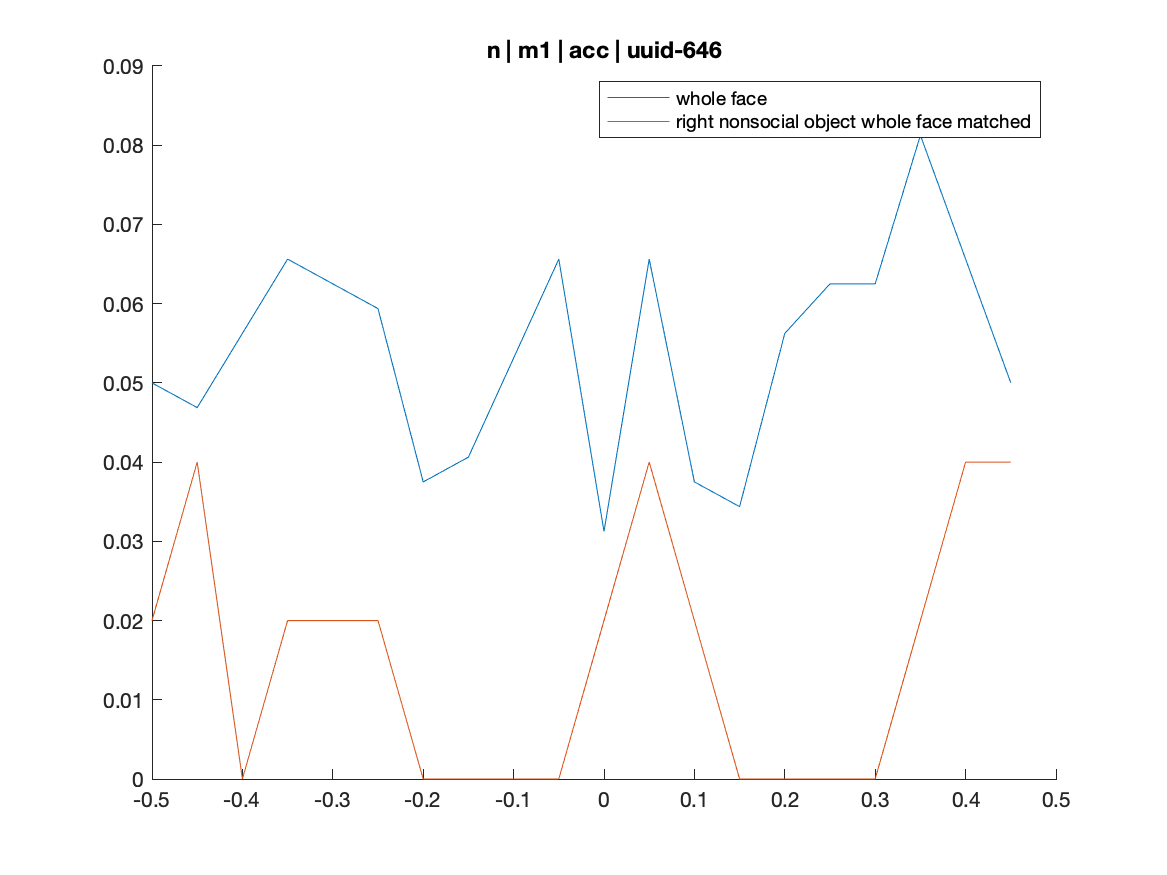 n | m1 | acc | uuid-646
whole face
right nonsocial object whole face matched
0.09
0.08
0.07
0.06
0.05
0.04
0.03
0.02
0.01
0
-0.5 -0.4 -0.3 -0.2 -0.1 0 0.1 0.2 0.3 0.4 0.5